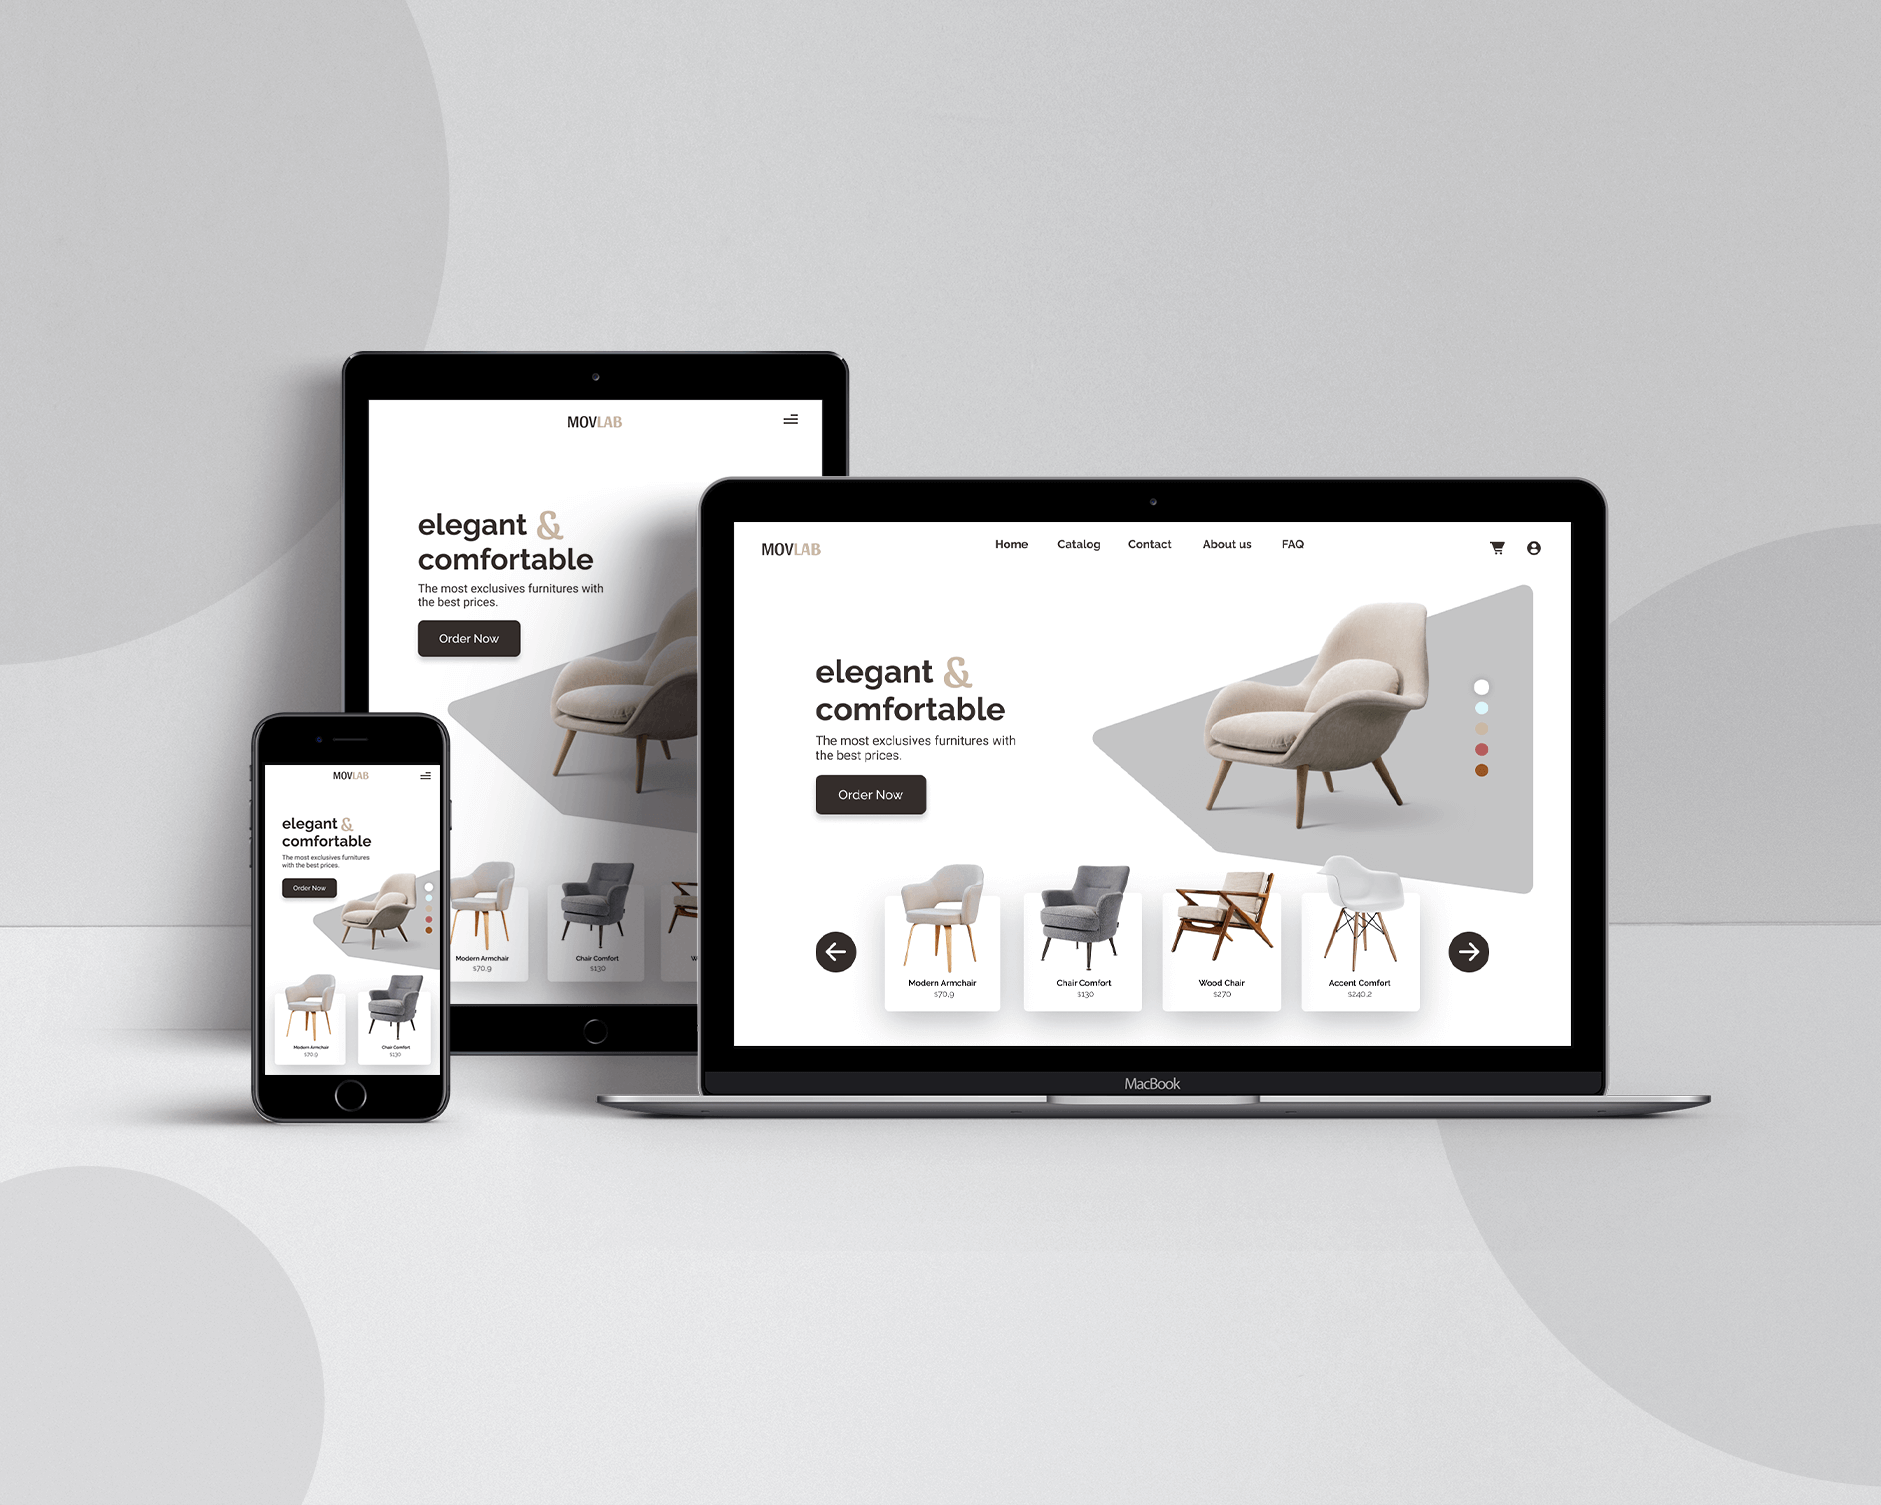 MOVLAB
elegant &
comfortable
The most exclusives furnitures with
the best prices.
Order Now
Modern Armchair
$70,9
Chair Comfort
$130
MOVLAB
elegant &
comfortable
The most exclusives furnitures
with the best prices.
Order Now
Modern Armchair
$70,9
Chair Comfort
$130
MOVLAB
Home Catalog Contact About us FAQ
elegant &
comfortable
The most exclusives furnitures with
the best prices.
Order Now
Modern Armchair
$70,9
Chair Comfort
$130
Wood Chair
$270
Accent Comfort
$240,2
MacBook